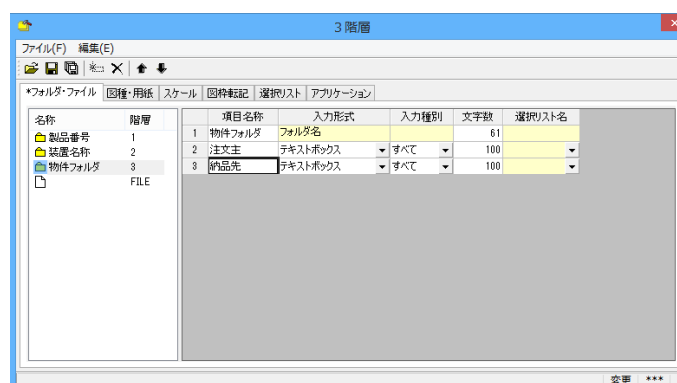 3階層
ファイル(F) 編集(E)
*フォルダ・ファイル 図種・用紙 スケール 図枠転記 選択リスト アプリケーション
名称 階層
製品番号 1
装置名称 2
物件フォルダ 3
FILE
項目名称 入力形式 入力種別 文字数 選択リスト名
1 物件フォルダ フォルダ名 61
2 注文主 テキストボックス すべて 100
3 納品先 テキストボックス すべて 100
変更 ***